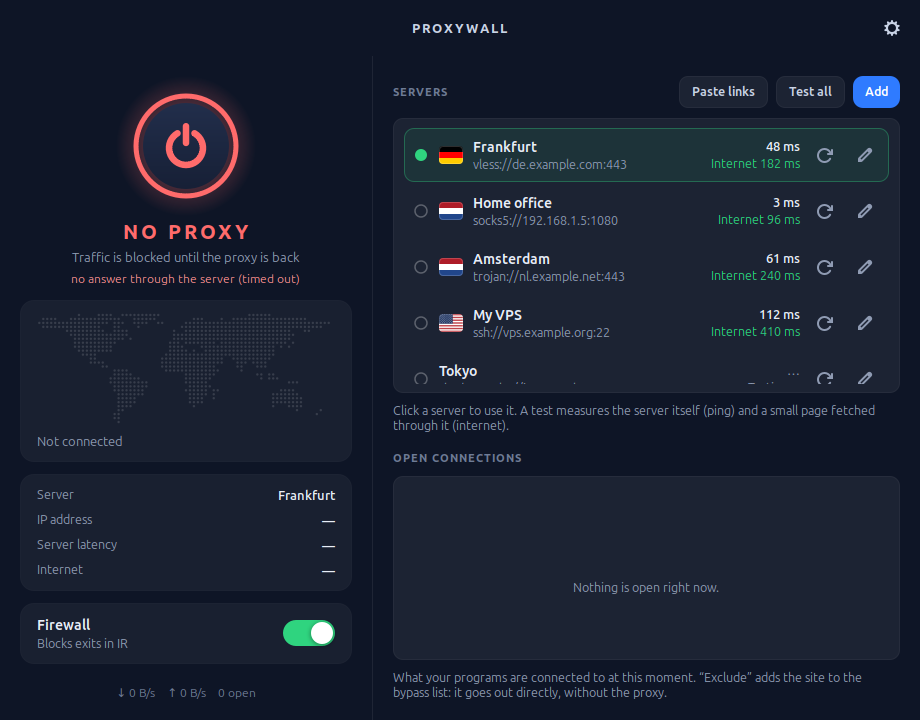 PROXYWALL
NO PROXY
Traffic is blocked until the proxy is back
no answer through the server (timed out)
Not connected
Server Frankfurt
IP address —
Server latency —
Internet —
Firewall
Blocks exits in IR
↓ 0 B/s ↑ 0 B/s 0 open
SERVERS Paste links Test all Add
Frankfurt 48 ms
vless://de.example.com:443 Internet 182 ms
Home office 3 ms
socks5://192.168.1.5:1080 Internet 96 ms
Amsterdam 61 ms
trojan://nl.example.net:443 Internet 240 ms
My VPS 112 ms
ssh://vps.example.org:22 Internet 410 ms
Tokyo ...
Click a server to use it. A test measures the server itself (ping) and a small page fetched
through it (internet).
OPEN CONNECTIONS
Nothing is open right now.
What your programs are connected to at this moment. “Exclude” adds the site to the
bypass list: it goes out directly, without the proxy.